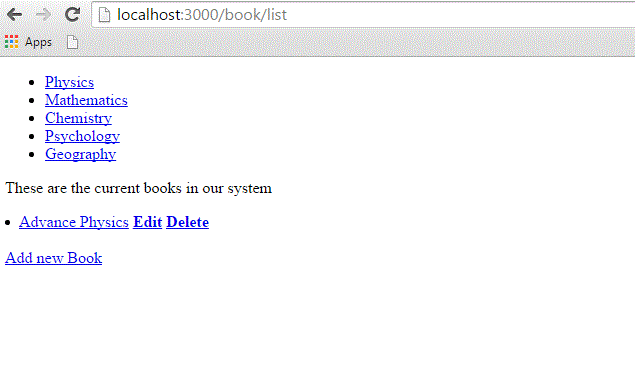 localhost:3000/book/list
Apps
Physics
Mathematics
Chemistry
Psychology
Geography
These are the current books in our system
Advance Physics Edit Delete
Add new Book